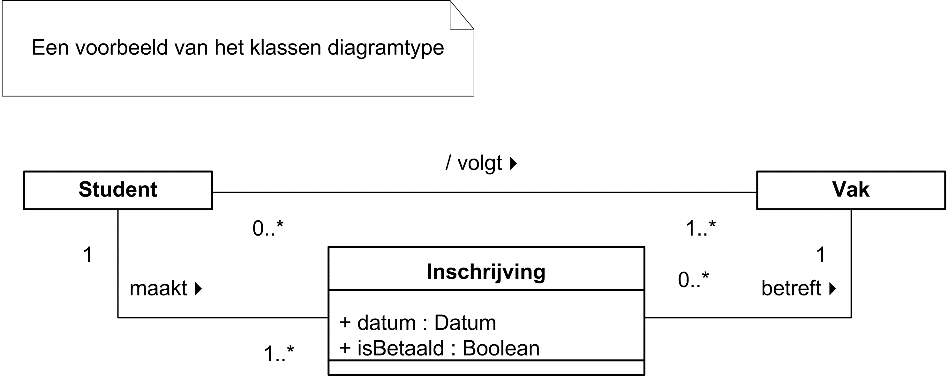 Een voorbeeld van het klassen diagramtype
/ volgt ▶
Student
Vak
0..*
1..*
1
Inschrijving
0..*
1
maakt ▶
betreft ▶
+ datum : Datum
+ isBetaald : Boolean
1..*